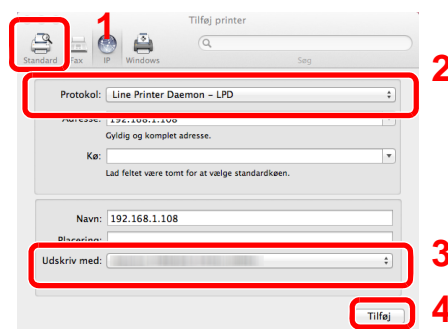 Tilføj printer
1
Standard Fax IP Windows Søg
2
Protokol: Line Printer Daemon – LPD
Adresse: 192.168.1.108
Gyldig og komplet adresse.
Kø:
Lad feltet være tomt for at vælge standardkøen.
Navn: 192.168.1.108
Placering:
3
Udskriv med:
4
Tilføj